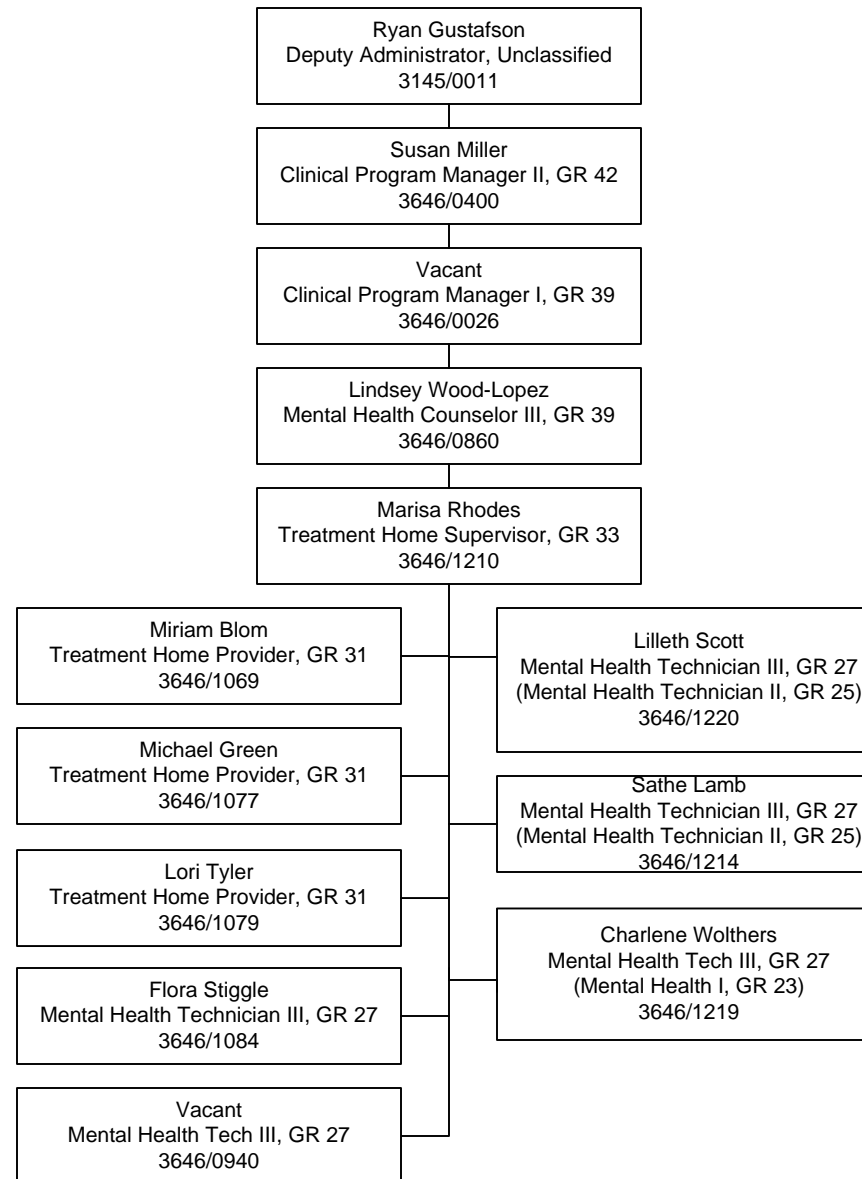 Ryan Gustafson
Deputy Administrator, Unclassified
3145/0011
Susan Miller
Clinical Program Manager II, GR 42
3646/0400
Vacant
Clinical Program Manager I, GR 39
3646/0026
Lindsey Wood-Lopez
Mental Health Counselor III, GR 39
3646/0860
Marisa Rhodes
Treatment Home Supervisor, GR 33
3646/1210
Miriam Blom
Treatment Home Provider, GR 31
3646/1069
Michael Green
Treatment Home Provider, GR 31
3646/1077
Lori Tyler
Treatment Home Provider, GR 31
3646/1079
Flora Stiggle
Mental Health Technician III, GR 27
3646/1084
Vacant
Mental Health Tech III, GR 27
3646/0940
Lilleth Scott
Mental Health Technician III, GR 27
(Mental Health Technician II, GR 25)
3646/1220
Sathe Lamb
Mental Health Technician III, GR 27
(Mental Health Technician II, GR 25)
3646/1214
Charlene Wolthers
Mental Health Tech III, GR 27
(Mental Health I, GR 23)
3646/1219